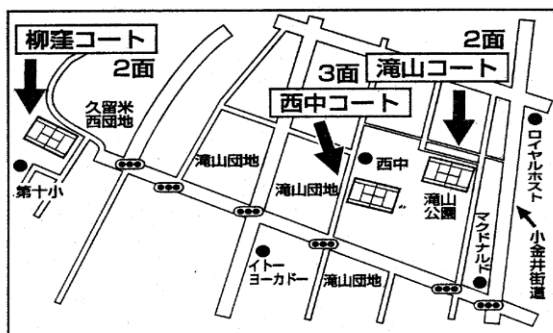 柳窪コート
2面
久留米
西団地
第十小
滝山団地
滝山団地
3面
西中コート
2面
滝山コート
西中
滝山
公園
ロイヤルホスト
小金井街道
マクドナルド
イトー
ヨーカドー
滝山団地